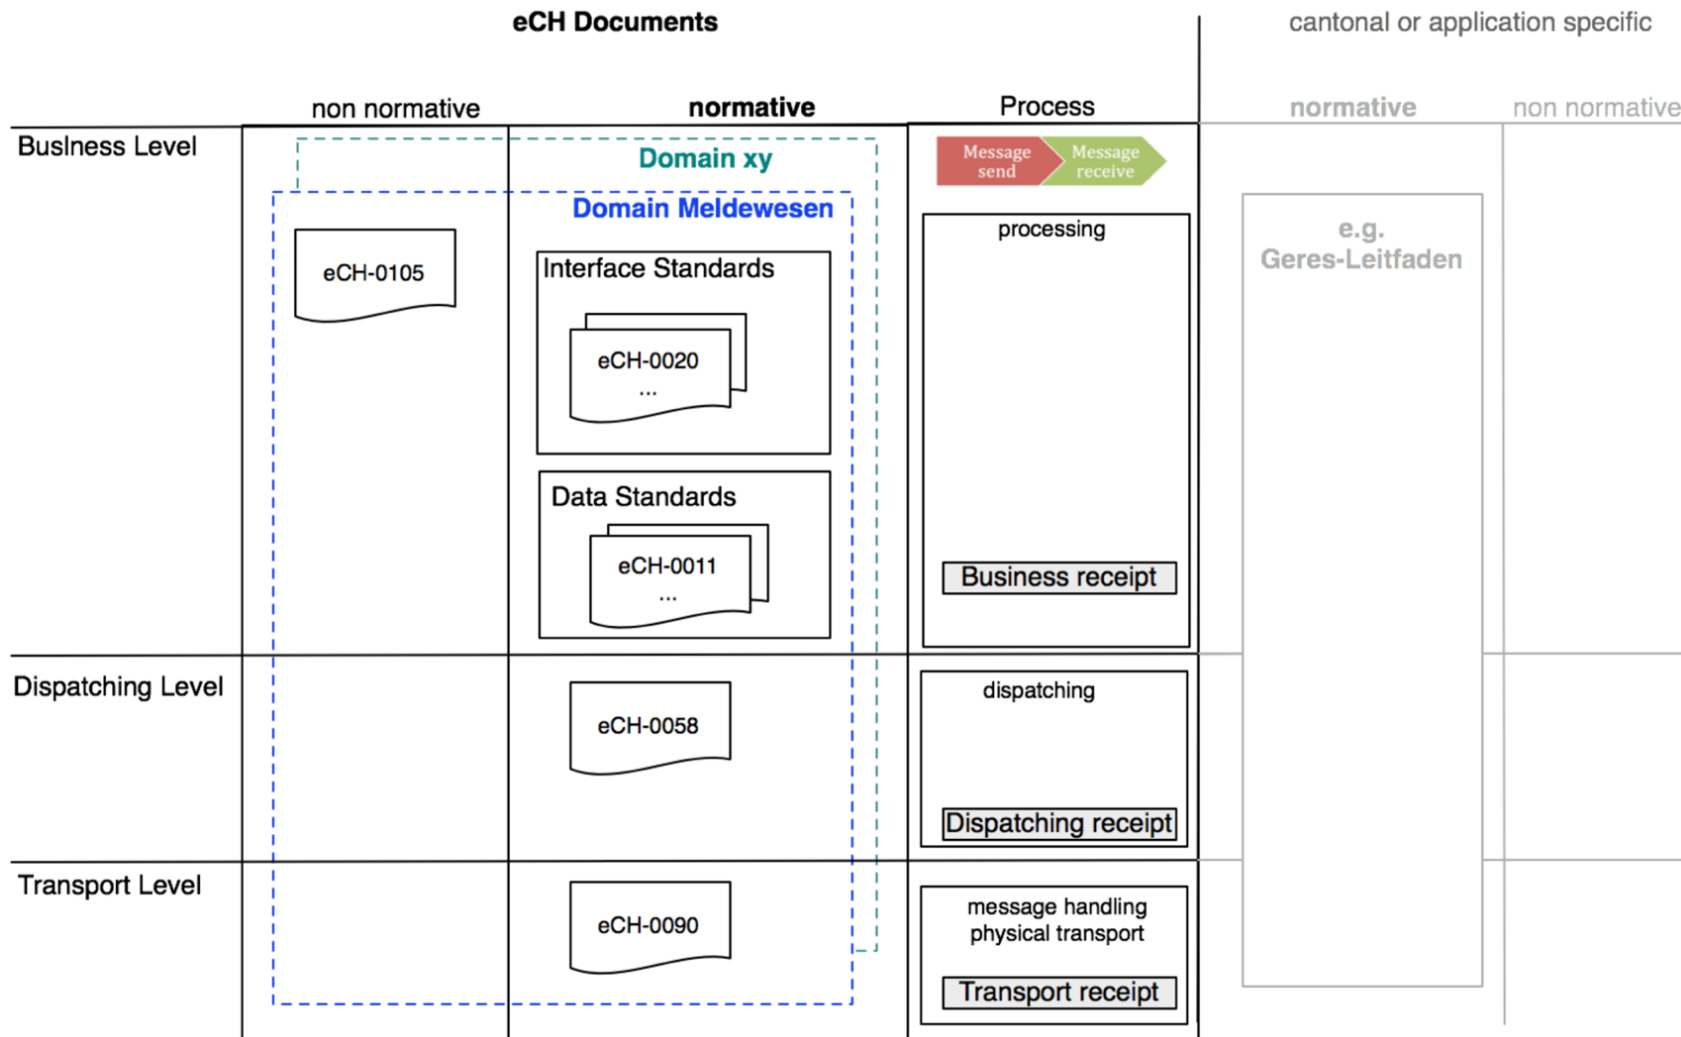 eCH Documents
cantonal or application specific
non normative
normative
Process
normative
non normative
Business Level
Domain xy
Message
send
Message
receive
Domain Meldewesen
processing
e.g.
Geres-Leitfaden
eCH-0105
Interface Standards
eCH-0020
...
Data Standards
eCH-0011
...
Business receipt
Dispatching Level
dispatching
eCH-0058
Dispatching receipt
Transport Level
message handling
physical transport
eCH-0090
Transport receipt